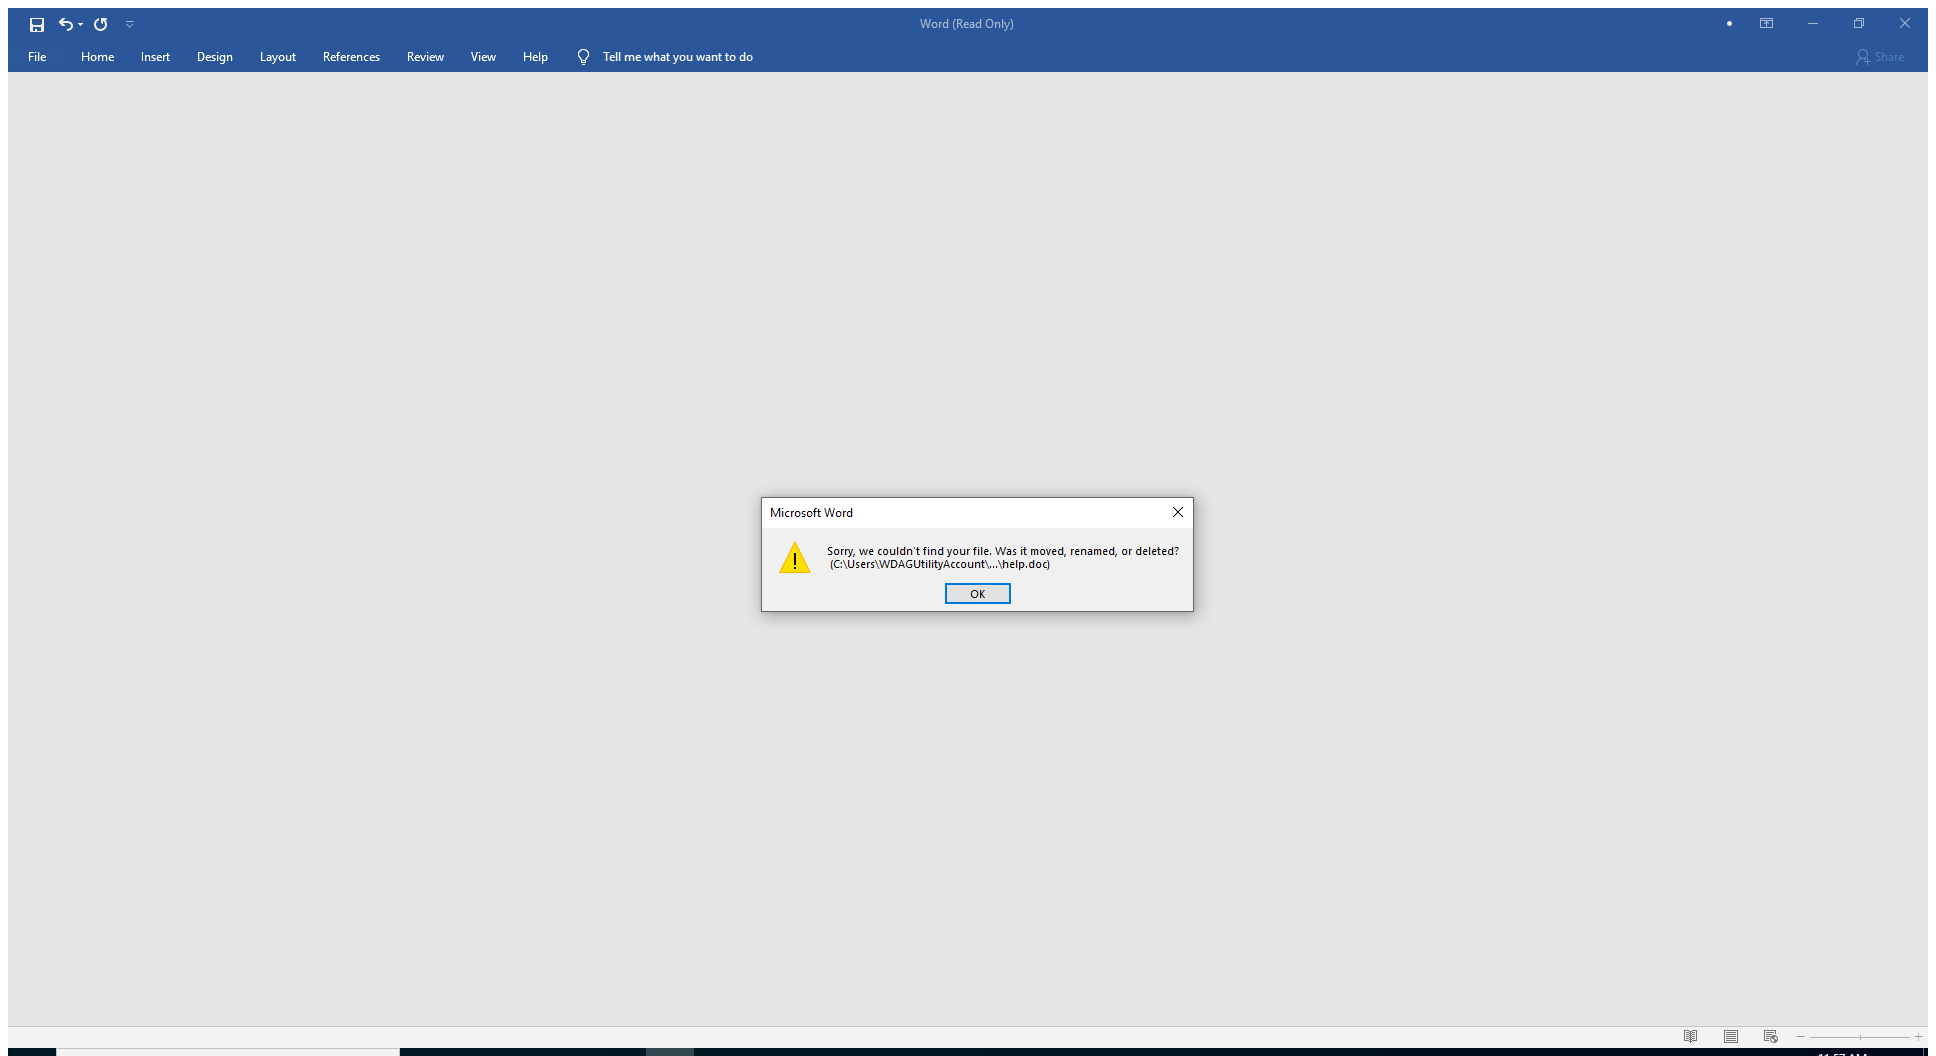 Word (Read Only)
File Home Insert Design Layout References Review View Help Tell me what you want to do Share
Microsoft Word
Sorry, we couldn't find your file. Was it moved, renamed, or deleted?
(C:\Users\WDAGUtilityAccount\...\help.doc)
OK